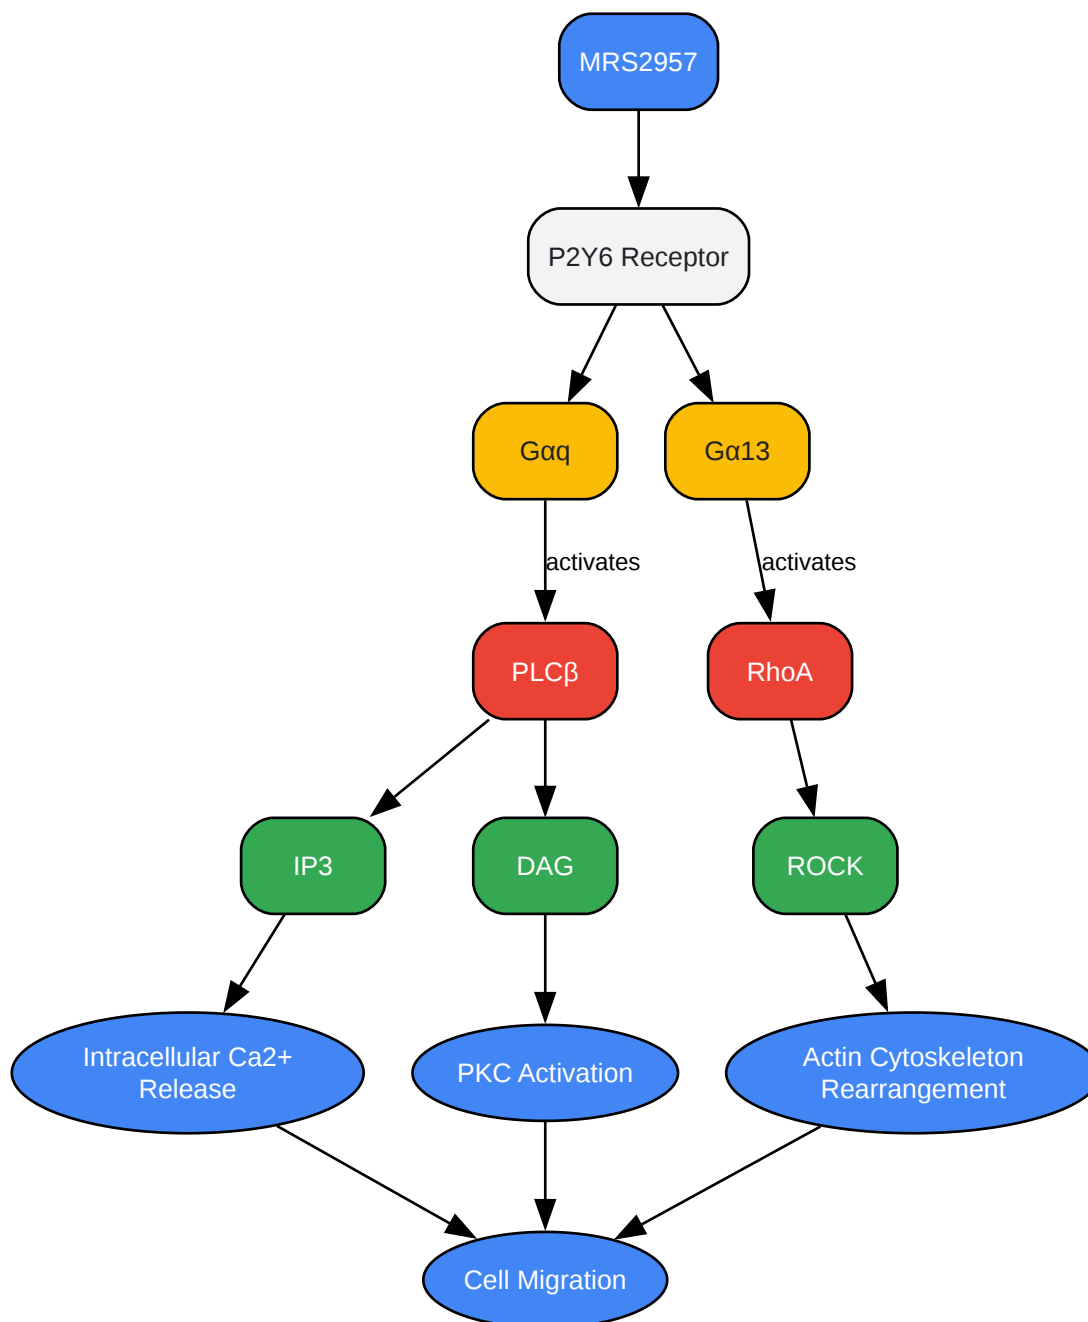 MRS2957
P2Y6 Receptor
Gαq
Gα13
activates
activates
PLCβ
RhoA
IP3
DAG
ROCK
Intracellular Ca2+
Release
PKC Activation
Actin Cytoskeleton
Rearrangement
Cell Migration